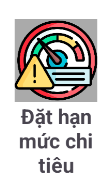 Đặt hạn
mức chi
tiêu